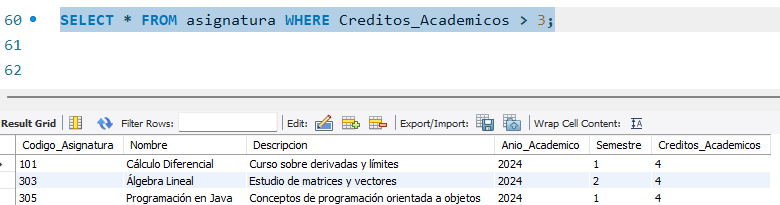 60 SELECT * FROM asignatura WHERE Creditos_Academicos > 3;
61
62
Result Grid Filter Rows: Edit: Export/Import: Wrap Cell Content: IA
Codigo_Asignatura Nombre Descripcion Anio_Academico Semestre Creditos_Academicos
101 Cálculo Diferencial Curso sobre derivadas y límites 2024 1 4
303 Álgebra Lineal Estudio de matrices y vectores 2024 2 4
305 Programación en Java Conceptos de programación orientada a objetos 2024 1 4